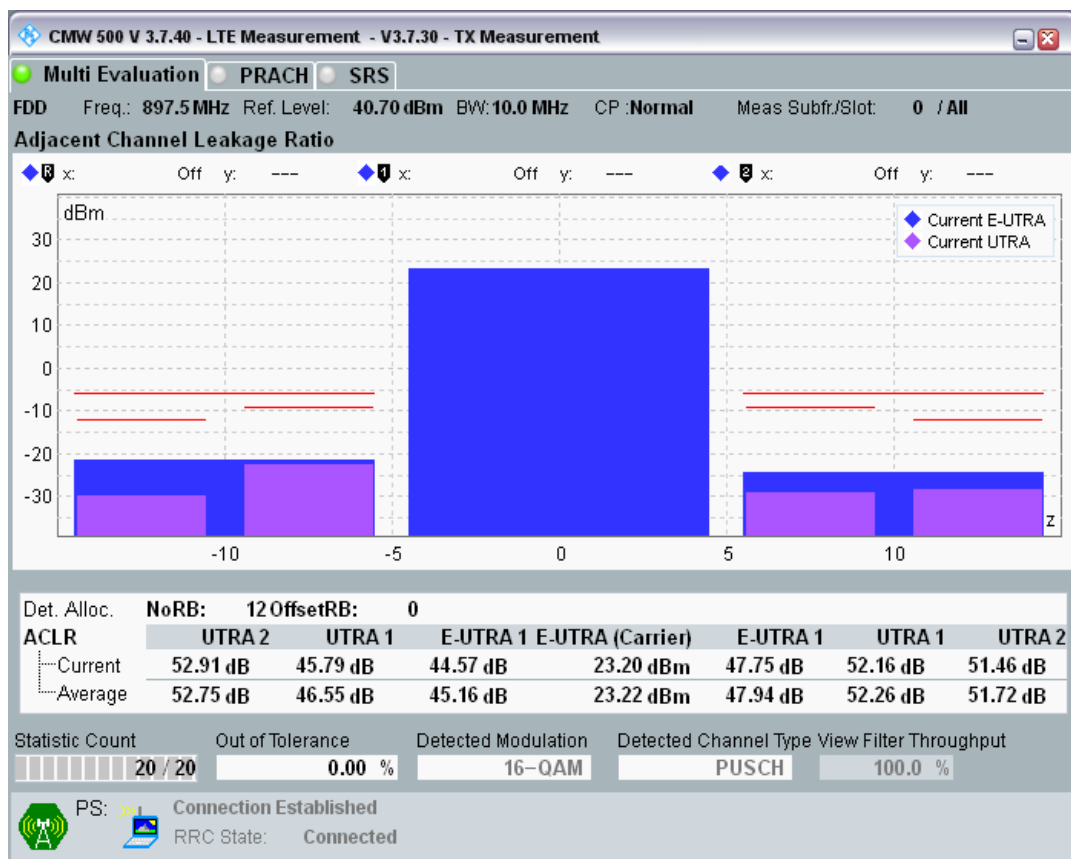 CMW 500 V 3.7.40 - LTE Measurement - V3.7.30 - TX Measurement
Multi Evaluation PRACH SRS
FDD Freq.: 897.5 MHz Ref. Level: 40.70 dBm BW: 10.0 MHz CP :Normal Meas Subfr./Slot: 0 / All
Adjacent Channel Leakage Ratio
R x: Off y: --- 1 x: Off y: --- 2 x: Off y: ---
dBm
Current E-UTRA
Current UTRA
30
20
10
0
-10
-20
-30
z
-10 -5 0 5 10
Det. Alloc. NoRB: 12 OffsetRB: 0
ACLR UTRA 2 UTRA 1 E-UTRA 1 E-UTRA (Carrier) E-UTRA 1 UTRA 1 UTRA 2
Current 52.91 dB 45.79 dB 44.57 dB 23.20 dBm 47.75 dB 52.16 dB 51.46 dB
Average 52.75 dB 46.55 dB 45.16 dB 23.22 dBm 47.94 dB 52.26 dB 51.72 dB
Statistic Count Out of Tolerance Detected Modulation Detected Channel Type View Filter Throughput
20 / 20 0.00 % 16-QAM PUSCH 100.0 %
PS: Connection Established
RRC State: Connected